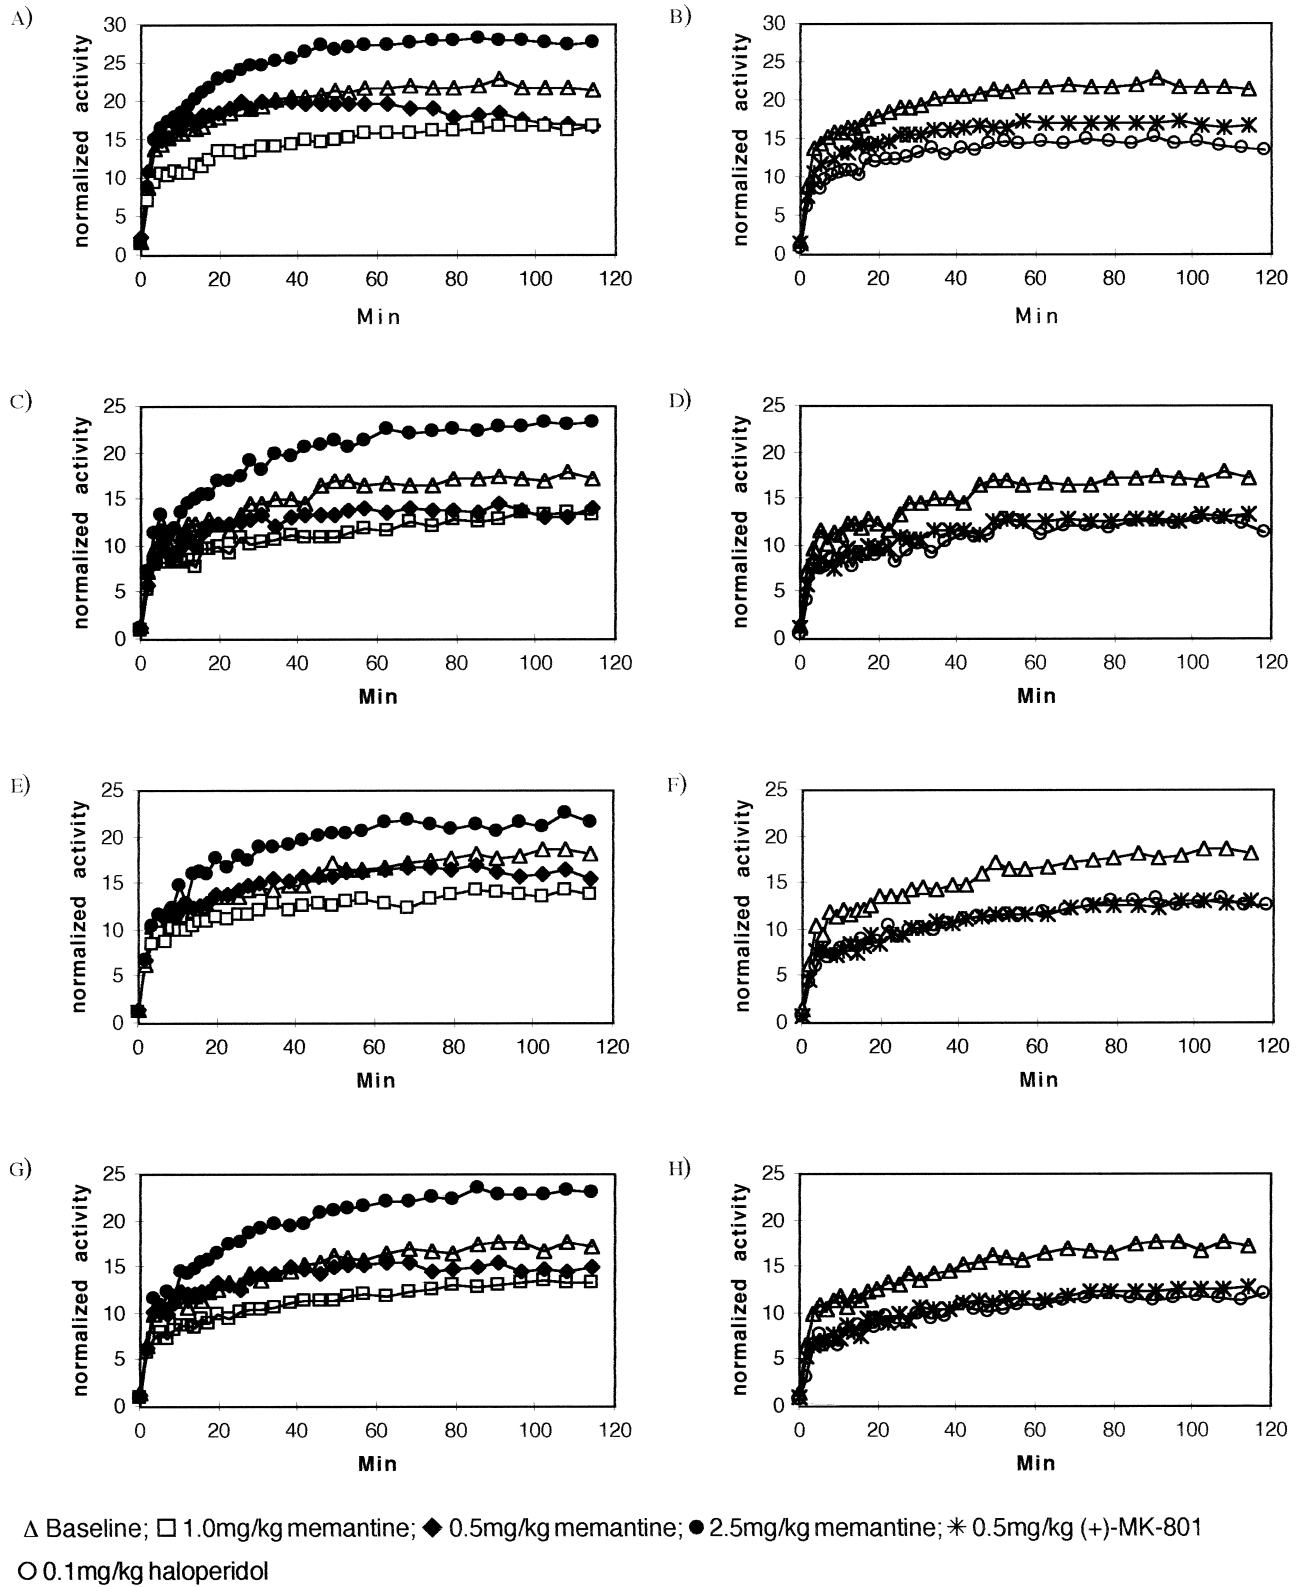 A)
normalized activity
30
25
20
15
10
5
0
0 20 40 60 80 100 120
Min
B)
normalized activity
30
25
20
15
10
5
0
0 20 40 60 80 100 120
Min
C)
normalized activity
25
20
15
10
5
0
0 20 40 60 80 100 120
Min
D)
normalized activity
25
20
15
10
5
0
0 20 40 60 80 100 120
Min
E)
normalized activity
25
20
15
10
5
0
0 20 40 60 80 100 120
Min
F)
normalized activity
25
20
15
10
5
0
0 20 40 60 80 100 120
Min
G)
normalized activity
25
20
15
10
5
0
0 20 40 60 80 100 120
Min
H)
normalized activity
25
20
15
10
5
0
0 20 40 60 80 100 120
Min
Δ Baseline; □ 1.0mg/kg memantine; ◆ 0.5mg/kg memantine; ● 2.5mg/kg memantine; ✳ 0.5mg/kg (+)-MK-801
○ 0.1mg/kg haloperidol